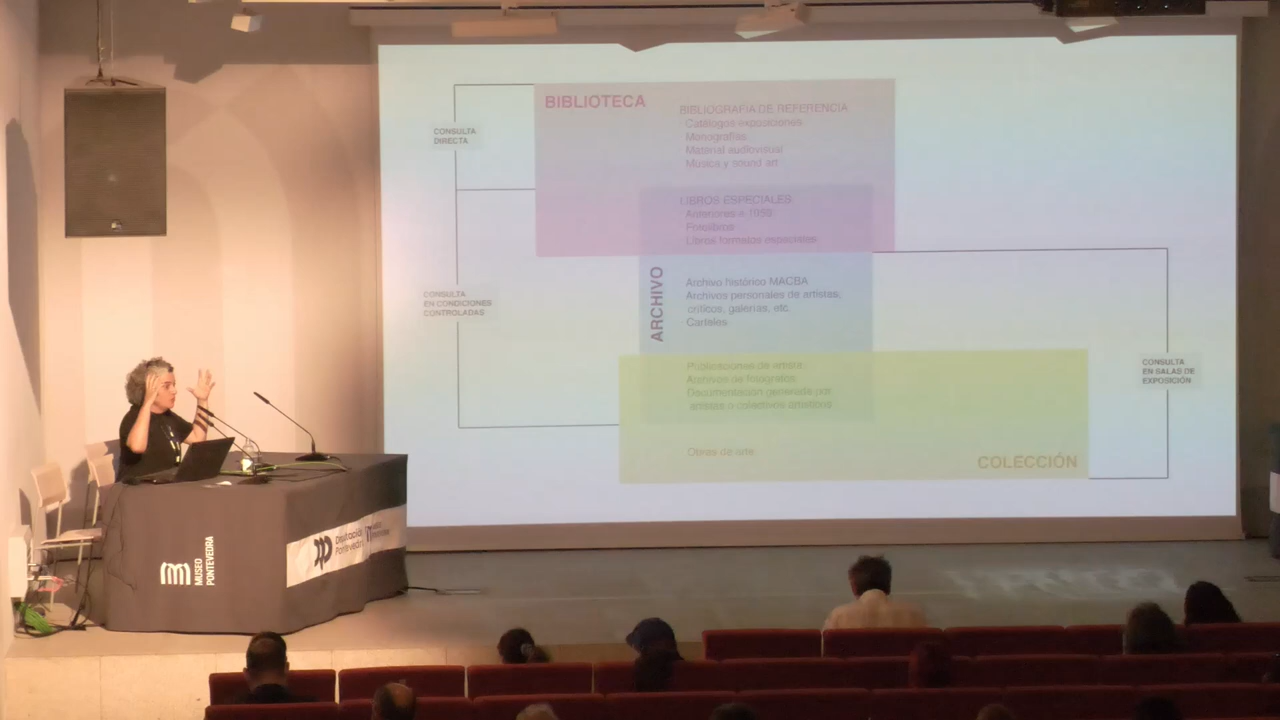 BIBLIOTECA
BIBLIOGRAFÍA DE REFERENCIA
Catálogos exposiciones
Monografías
Material audiovisual
Música y sound art
CONSULTA
DIRECTA
LIBROS ESPECIALES
Anteriores a
Fotolibros
Libros formatos especiales
ARCHIVO
Archivo histórico MACBA
Archivos personales de artistas,
críticos, galerías, etc
Carteles
CONSULTA
EN CONDICIONES
CONTROLADAS
Publicaciones de artista
Archivos de fotógrafos
Documentación generada por
artistas o colectivos artísticos
Obras de arte
COLECCIÓN
CONSULTA
EN SALAS DE
EXPOSICIÓN
MUSEO
PONTEVEDRA
Deputación
Pontevedra